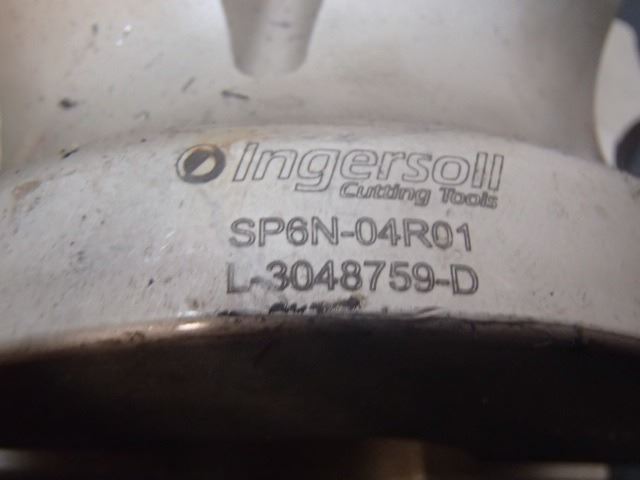 Ingersoll
Cutting Tools
SP6N-04R01
L-3048759-D